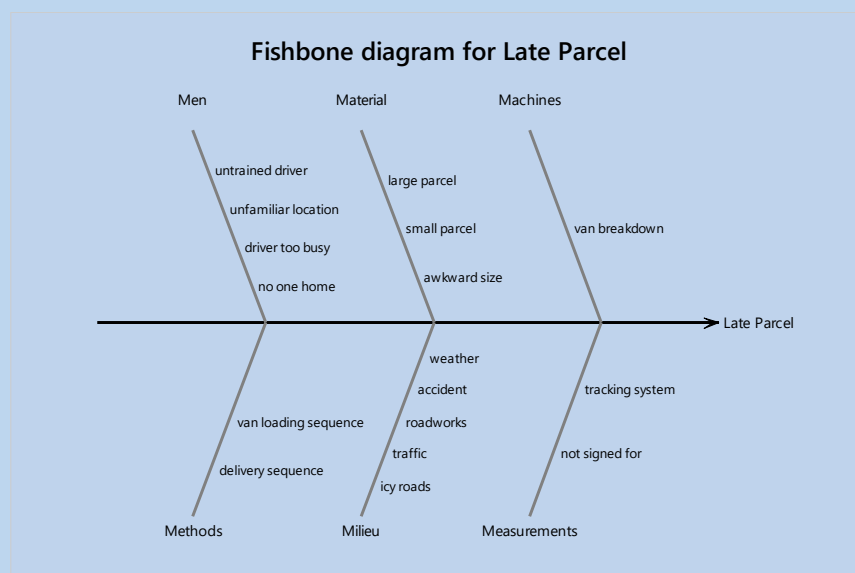 Fishbone diagram for Late Parcel
Men
Material
Machines
untrained driver
unfamiliar location
driver too busy
no one home
large parcel
small parcel
awkward size
van breakdown
Late Parcel
van loading sequence
delivery sequence
weather
accident
roadworks
traffic
icy roads
tracking system
not signed for
Methods
Milieu
Measurements